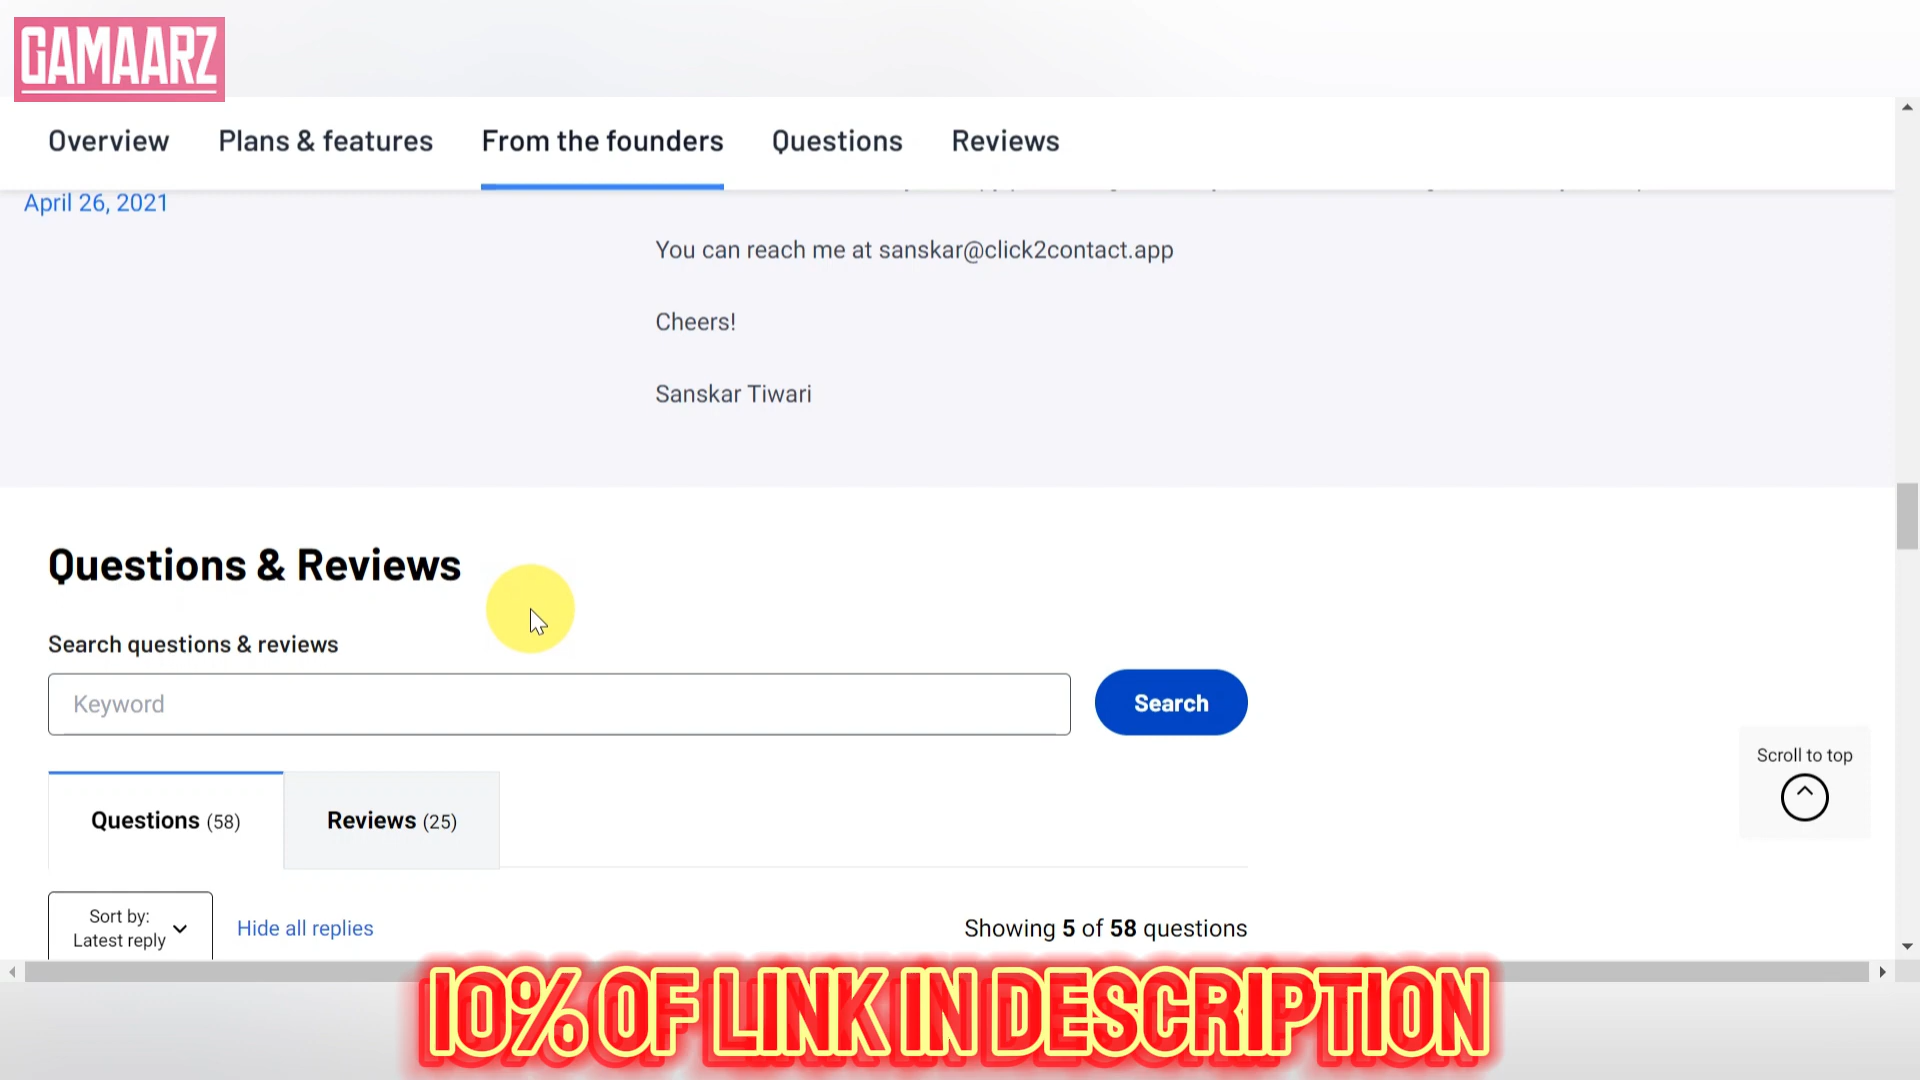 GAMAARZ
Overview Plans & features From the founders Questions Reviews
April 26, 2021
You can reach me at sanskar@click2contact.app
Cheers!
Sanskar Tiwari
Questions & Reviews
Search questions & reviews
Keyword
Search
Scroll to top
Questions (58)
Reviews (25)
Sort by:
Latest reply
Hide all replies
Showing 5 of 58 questions
10% OF LINK IN DESCRIPTION